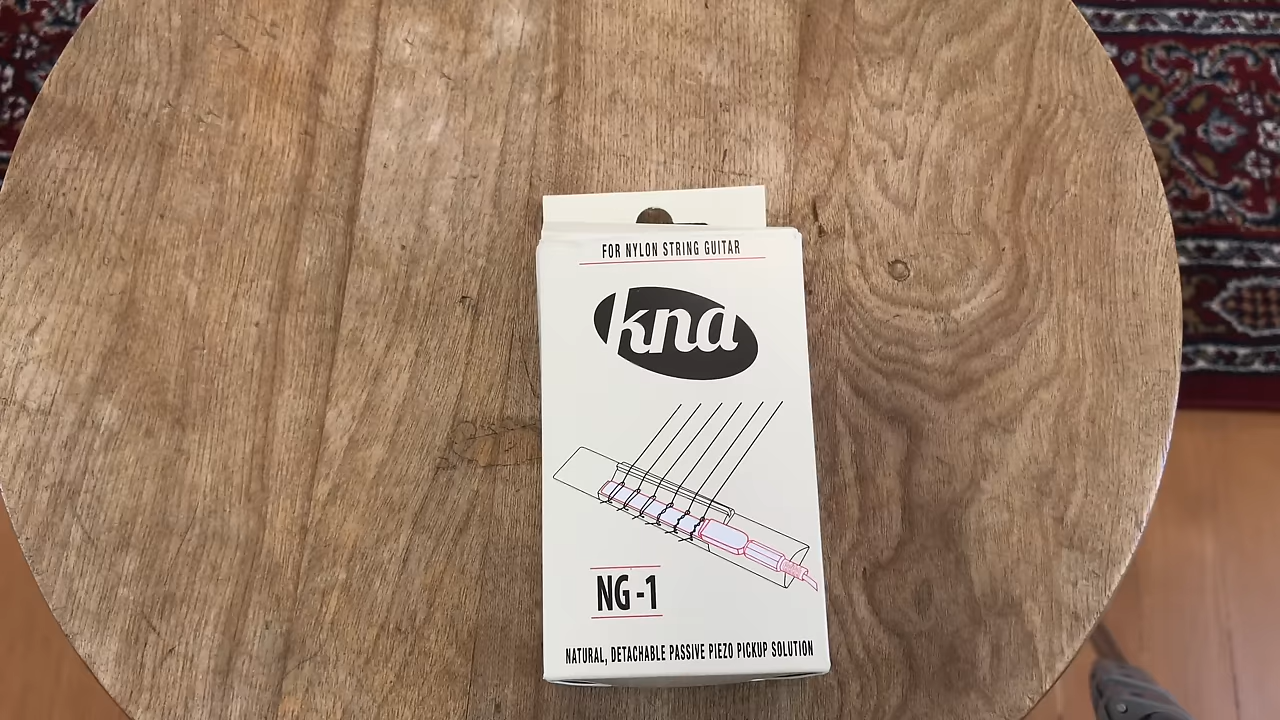 FOR NYLON STRING GUITAR
kna
NG-1
NATURAL, DETACHABLE PASSIVE PIEZO PICKUP SOLUTION